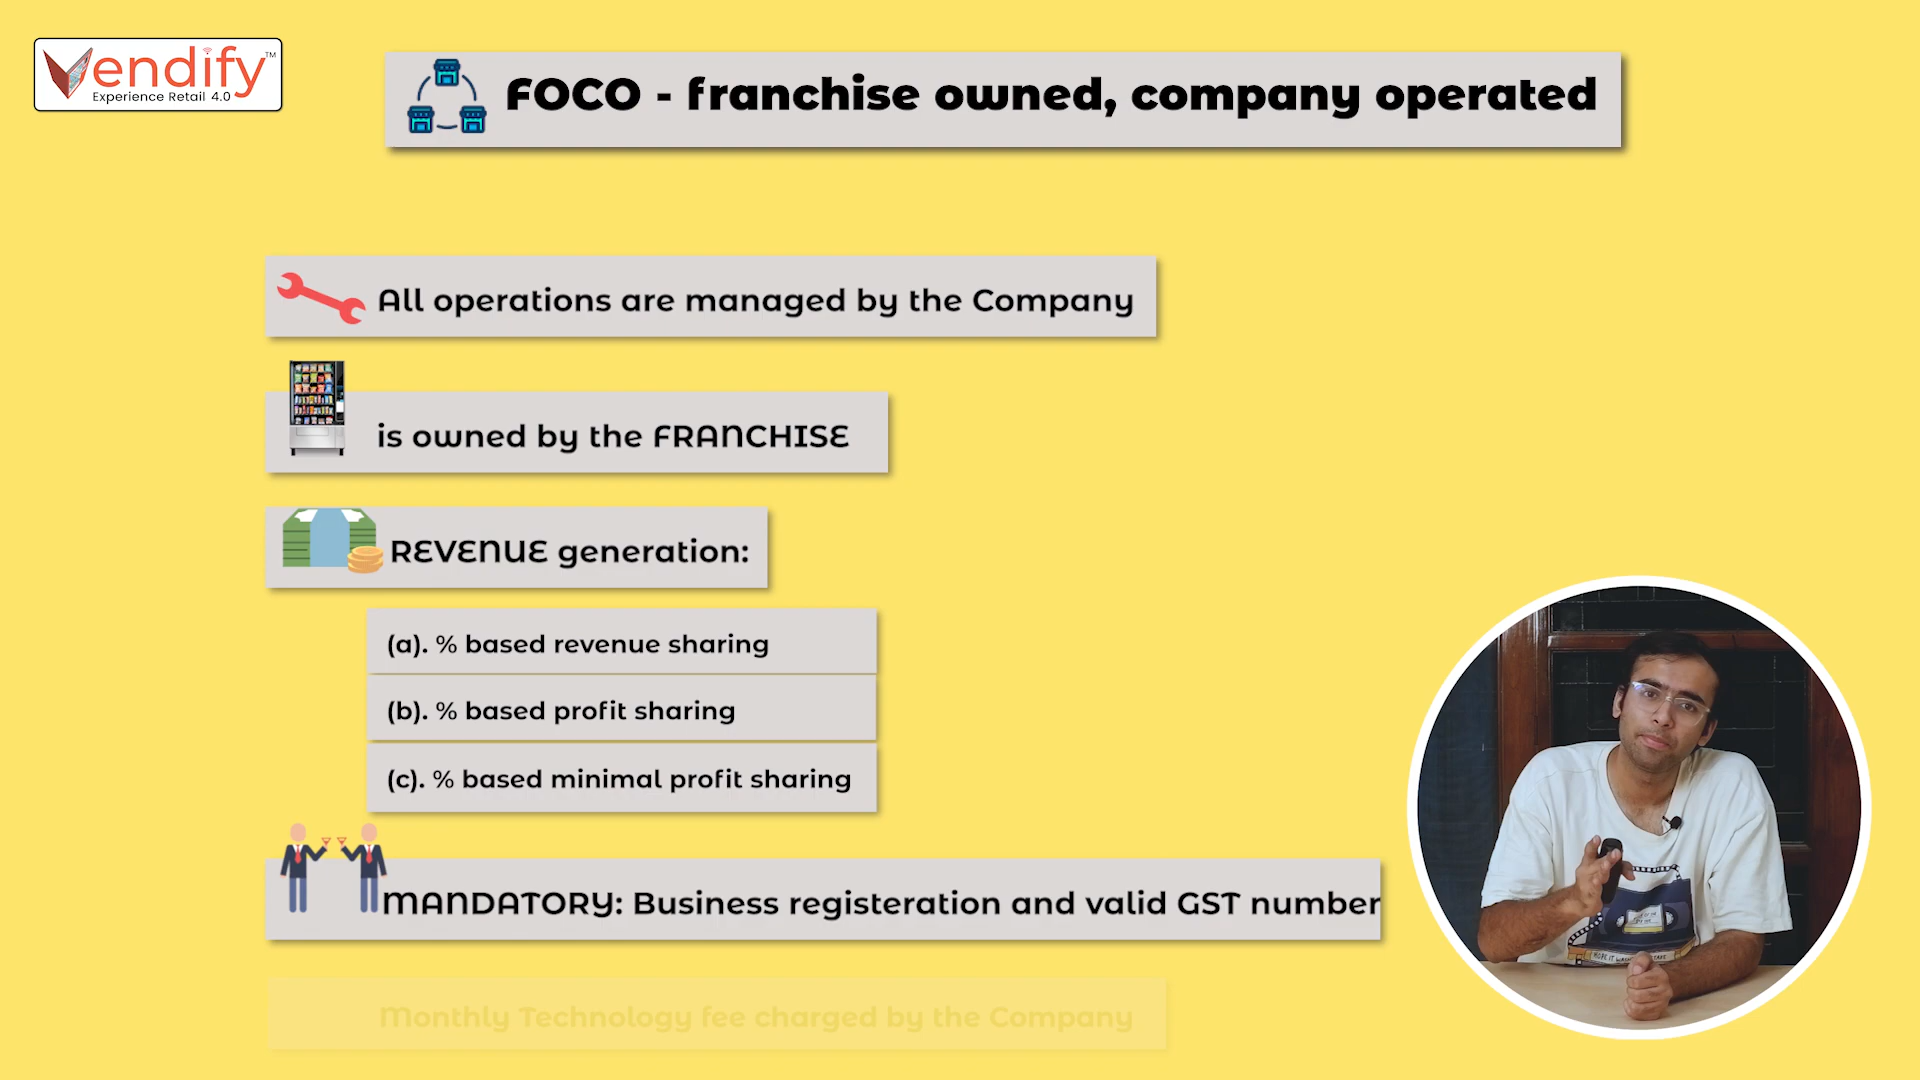 Vendify™
Experience Retail 4.0
FOCO - franchise owned, company operated
All operations are managed by the Company
is owned by the FRANCHISE
REVENUE generation:
(a). % based revenue sharing
(b). % based profit sharing
(c). % based minimal profit sharing
MANDATORY: Business registeration and valid GST number
Monthly Technology fee charged by the Company